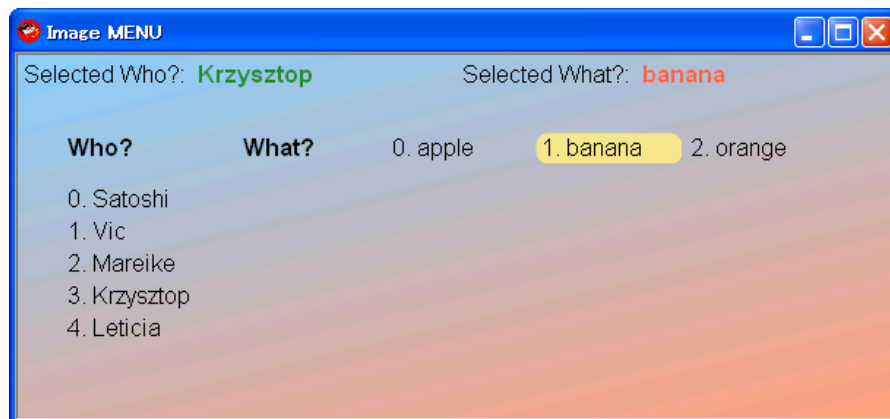 Image MENU
Selected Who?: Krzysztop Selected What?: banana
Who? What? 0. apple 1. banana 2. orange
0. Satoshi
1. Vic
2. Mareike
3. Krzysztop
4. Leticia